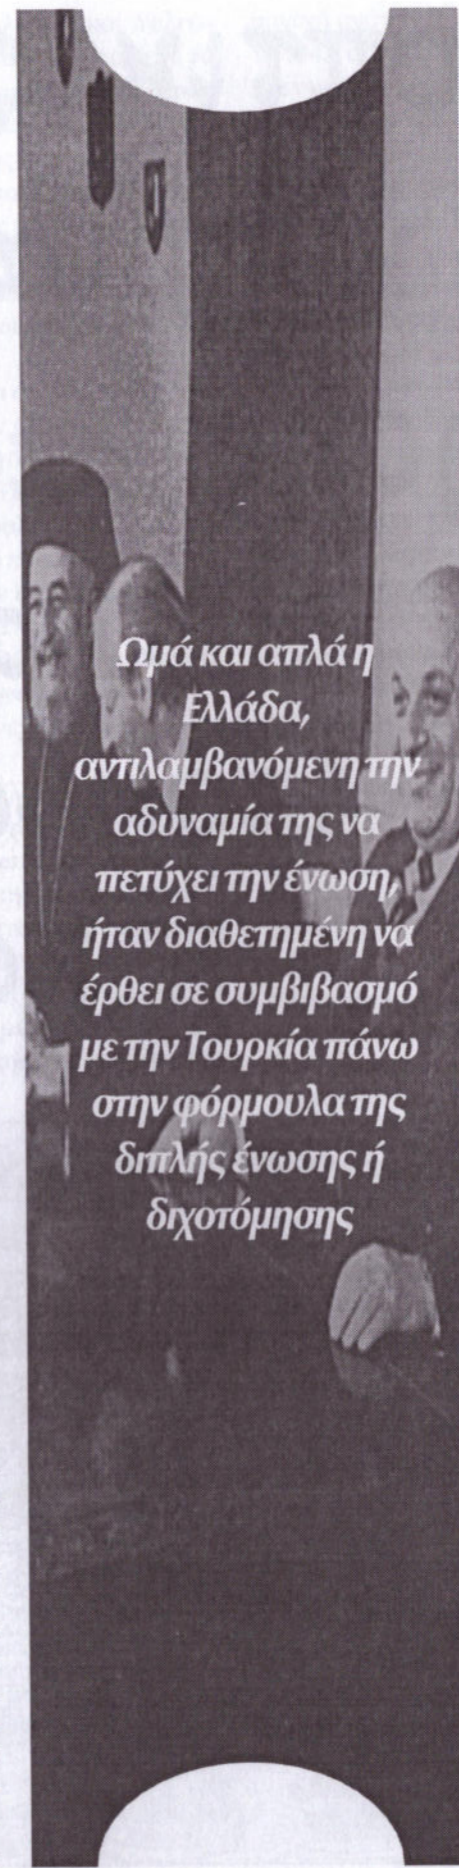 Ωμά και απλά η
Ελλάδα,
αντιλαμβανόμενη την
αδυναμία της να
πετύχει την ένωση,
ήταν διαθετημένη να
έρθει σε συμβιβασμό
με την Τουρκία πάνω
στην φόρμουλα της
διπλής ένωσης ή
διχοτόμησης